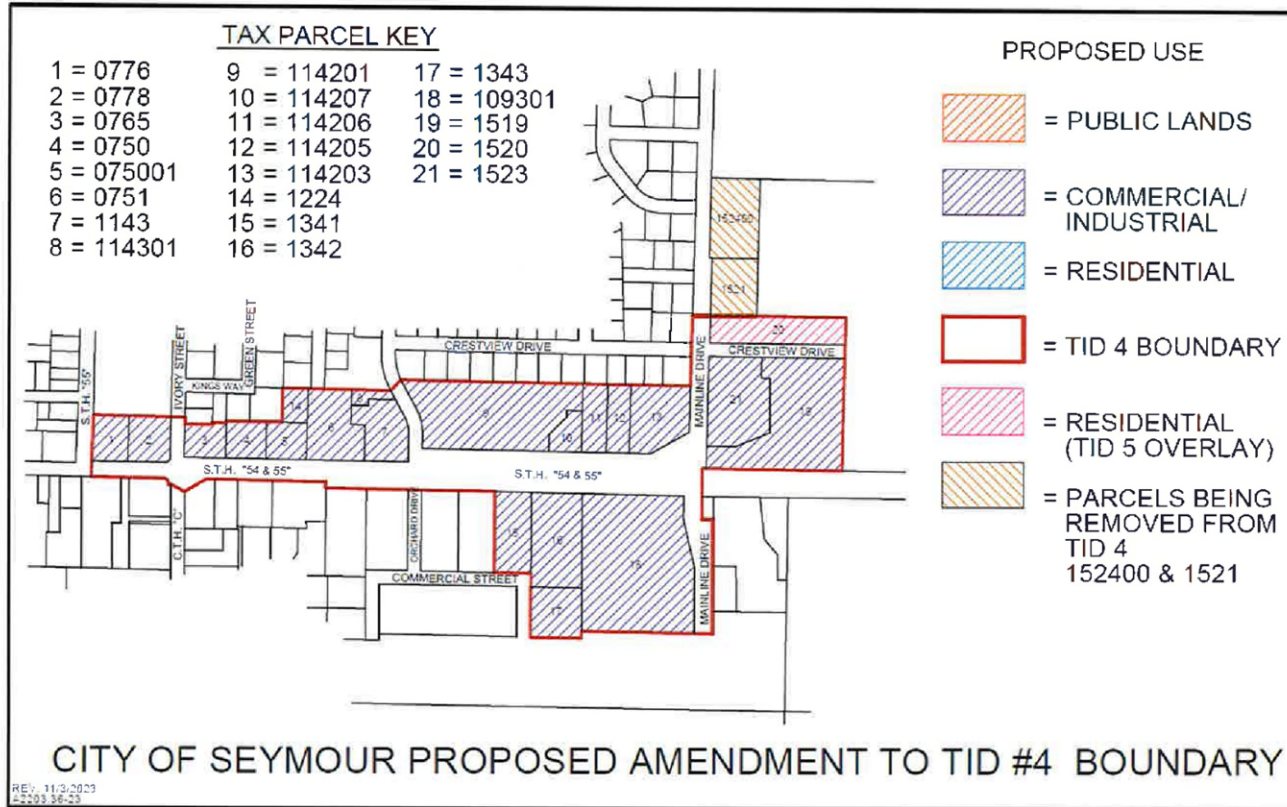 TAX PARCEL KEY
1 = 0776
2 = 0778
3 = 0765
4 = 0750
5 = 075001
6 = 0751
7 = 1143
8 = 114301
9 = 114201
10 = 114207
11 = 114206
12 = 114205
13 = 114203
14 = 1224
15 = 1341
16 = 1342
17 = 1343
18 = 109301
19 = 1519
20 = 1520
21 = 1523
PROPOSED USE
= PUBLIC LANDS
= COMMERCIAL/
INDUSTRIAL
= RESIDENTIAL
= TID 4 BOUNDARY
= RESIDENTIAL
(TID 5 OVERLAY)
= PARCELS BEING
REMOVED FROM
TID 4
152400 & 1521
152400
1521
20
S.T.H. "55"
IVORY STREET
KINGS WAY
GREEN STREET
CRESTVIEW DRIVE
MAINLINE DRIVE
CRESTVIEW DRIVE
1
2
3
4
5
14
6
8
7
9
10
11
12
13
21
S.T.H. "54 & 55"
S.T.H. "54 & 55"
C.T.H. "C"
ORCHARD DRIVE
COMMERCIAL STREET
15
16
17
MAINLINE DRIVE
CITY OF SEYMOUR PROPOSED AMENDMENT TO TID #4 BOUNDARY
REV. 11/3/2023